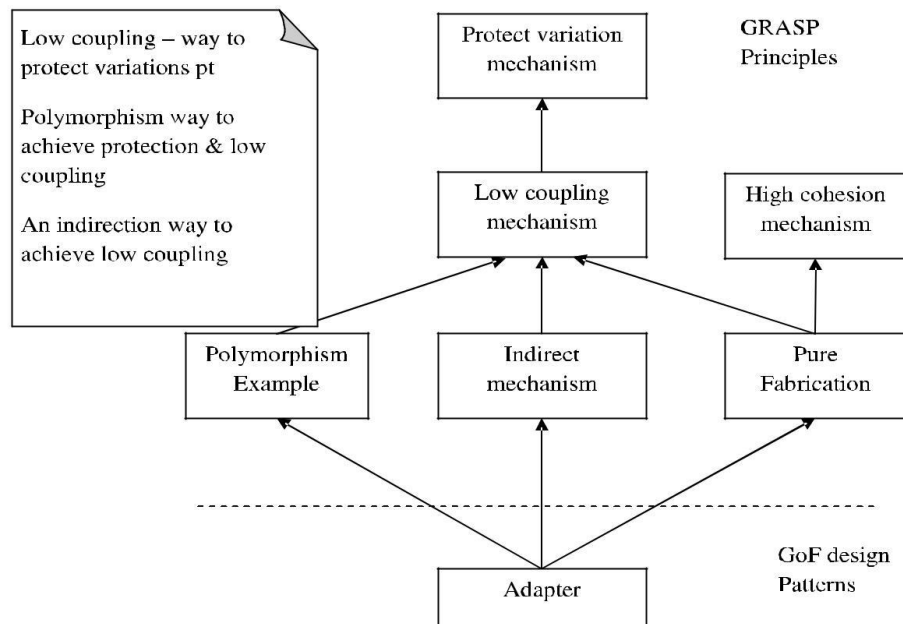 Low coupling – way to
protect variations pt
Polymorphism way to
achieve protection & low
coupling
An indirection way to
achieve low coupling
Protect variation
mechanism
GRASP
Principles
Low coupling
mechanism
High cohesion
mechanism
Polymorphism
Example
Indirect
mechanism
Pure
Fabrication
GoF design
Patterns
Adapter